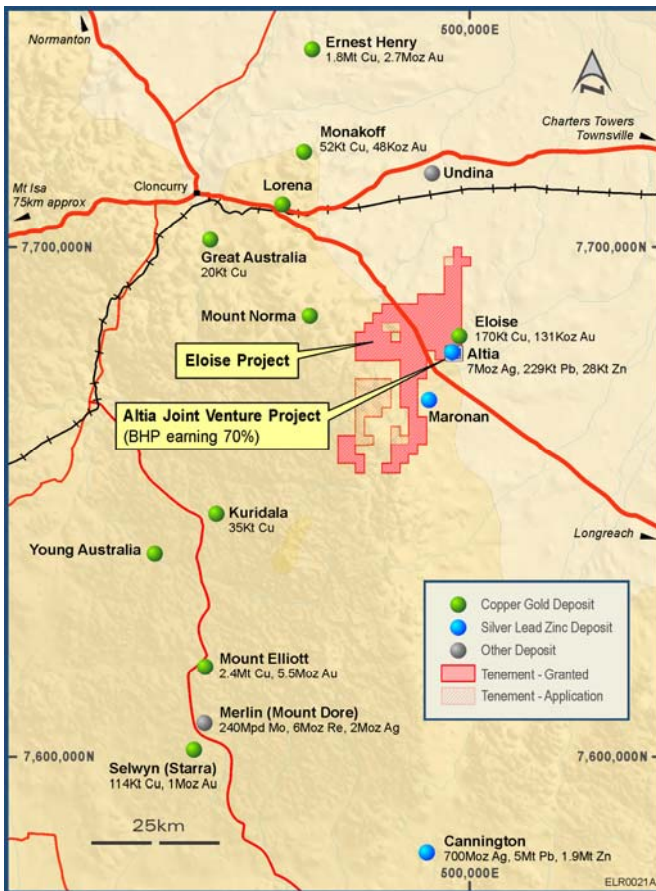 500,000E
Normanton
Ernest Henry
1.8Mt Cu, 2.7Moz Au
N
Monakoff
52Kt Cu, 48Koz Au
Charters Towers
Townsville
Undina
Mt Isa
75km approx
Cloncurry
Lorena
7,700,000N
7,700,000N
Great Australia
20Kt Cu
Mount Norma
Eloise
170Kt Cu, 131Koz Au
Eloise Project
Altia
7Moz Ag, 229Kt Pb, 28Kt Zn
Altia Joint Venture Project
(BHP earning 70%)
Maronan
Kuridala
35Kt Cu
Longreach
Young Australia
Copper Gold Deposit
Silver Lead Zinc Deposit
Other Deposit
Tenement - Granted
Tenement - Application
Mount Elliott
2.4Mt Cu, 5.5Moz Au
Merlin (Mount Dore)
240Mpd Mo, 6Moz Re, 2Moz Ag
7,600,000N
7,600,000N
Selwyn (Starra)
114Kt Cu, 1Moz Au
25km
Cannington
700Moz Ag, 5Mt Pb, 1.9Mt Zn
500,000E
ELR0021A